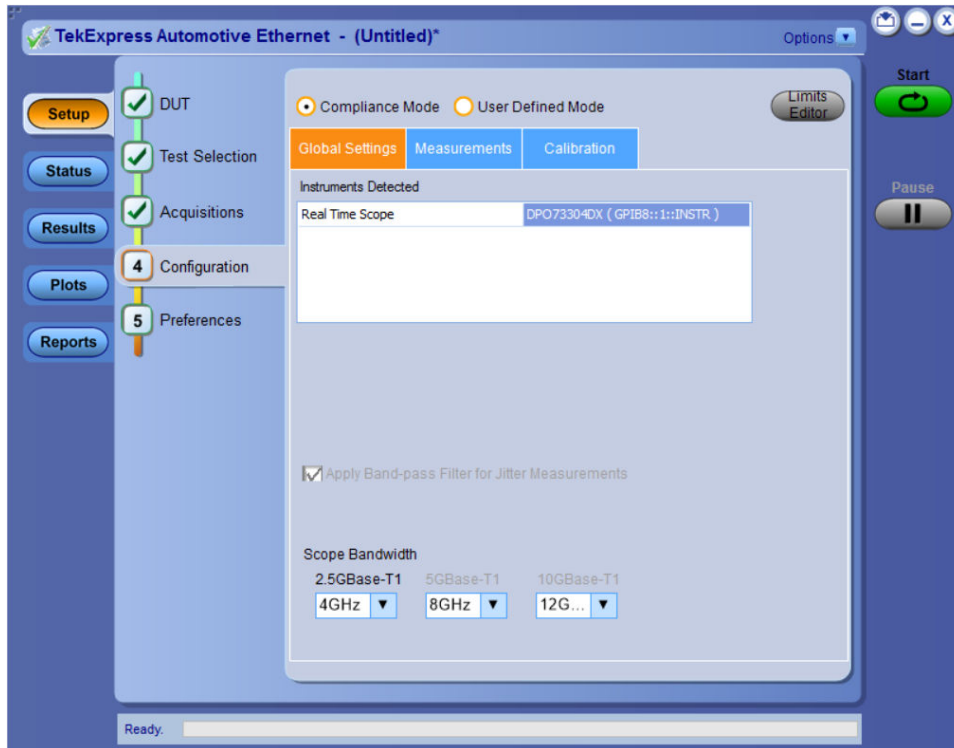 TekExpress Automotive Ethernet - (Untitled)*
Options
X
Start
Pause
Setup
Status
Results
Plots
Reports
DUT
Test Selection
Acquisitions
4 Configuration
5 Preferences
Compliance Mode User Defined Mode
Limits
Editor
Global Settings Measurements Calibration
Instruments Detected
Real Time Scope DPO73304DX ( GPIB8::1::INSTR )
Apply Band-pass Filter for Jitter Measurements
Scope Bandwidth
2.5GBase-T1 5GBase-T1 10GBase-T1
4GHz 8GHz 12G...
Ready.